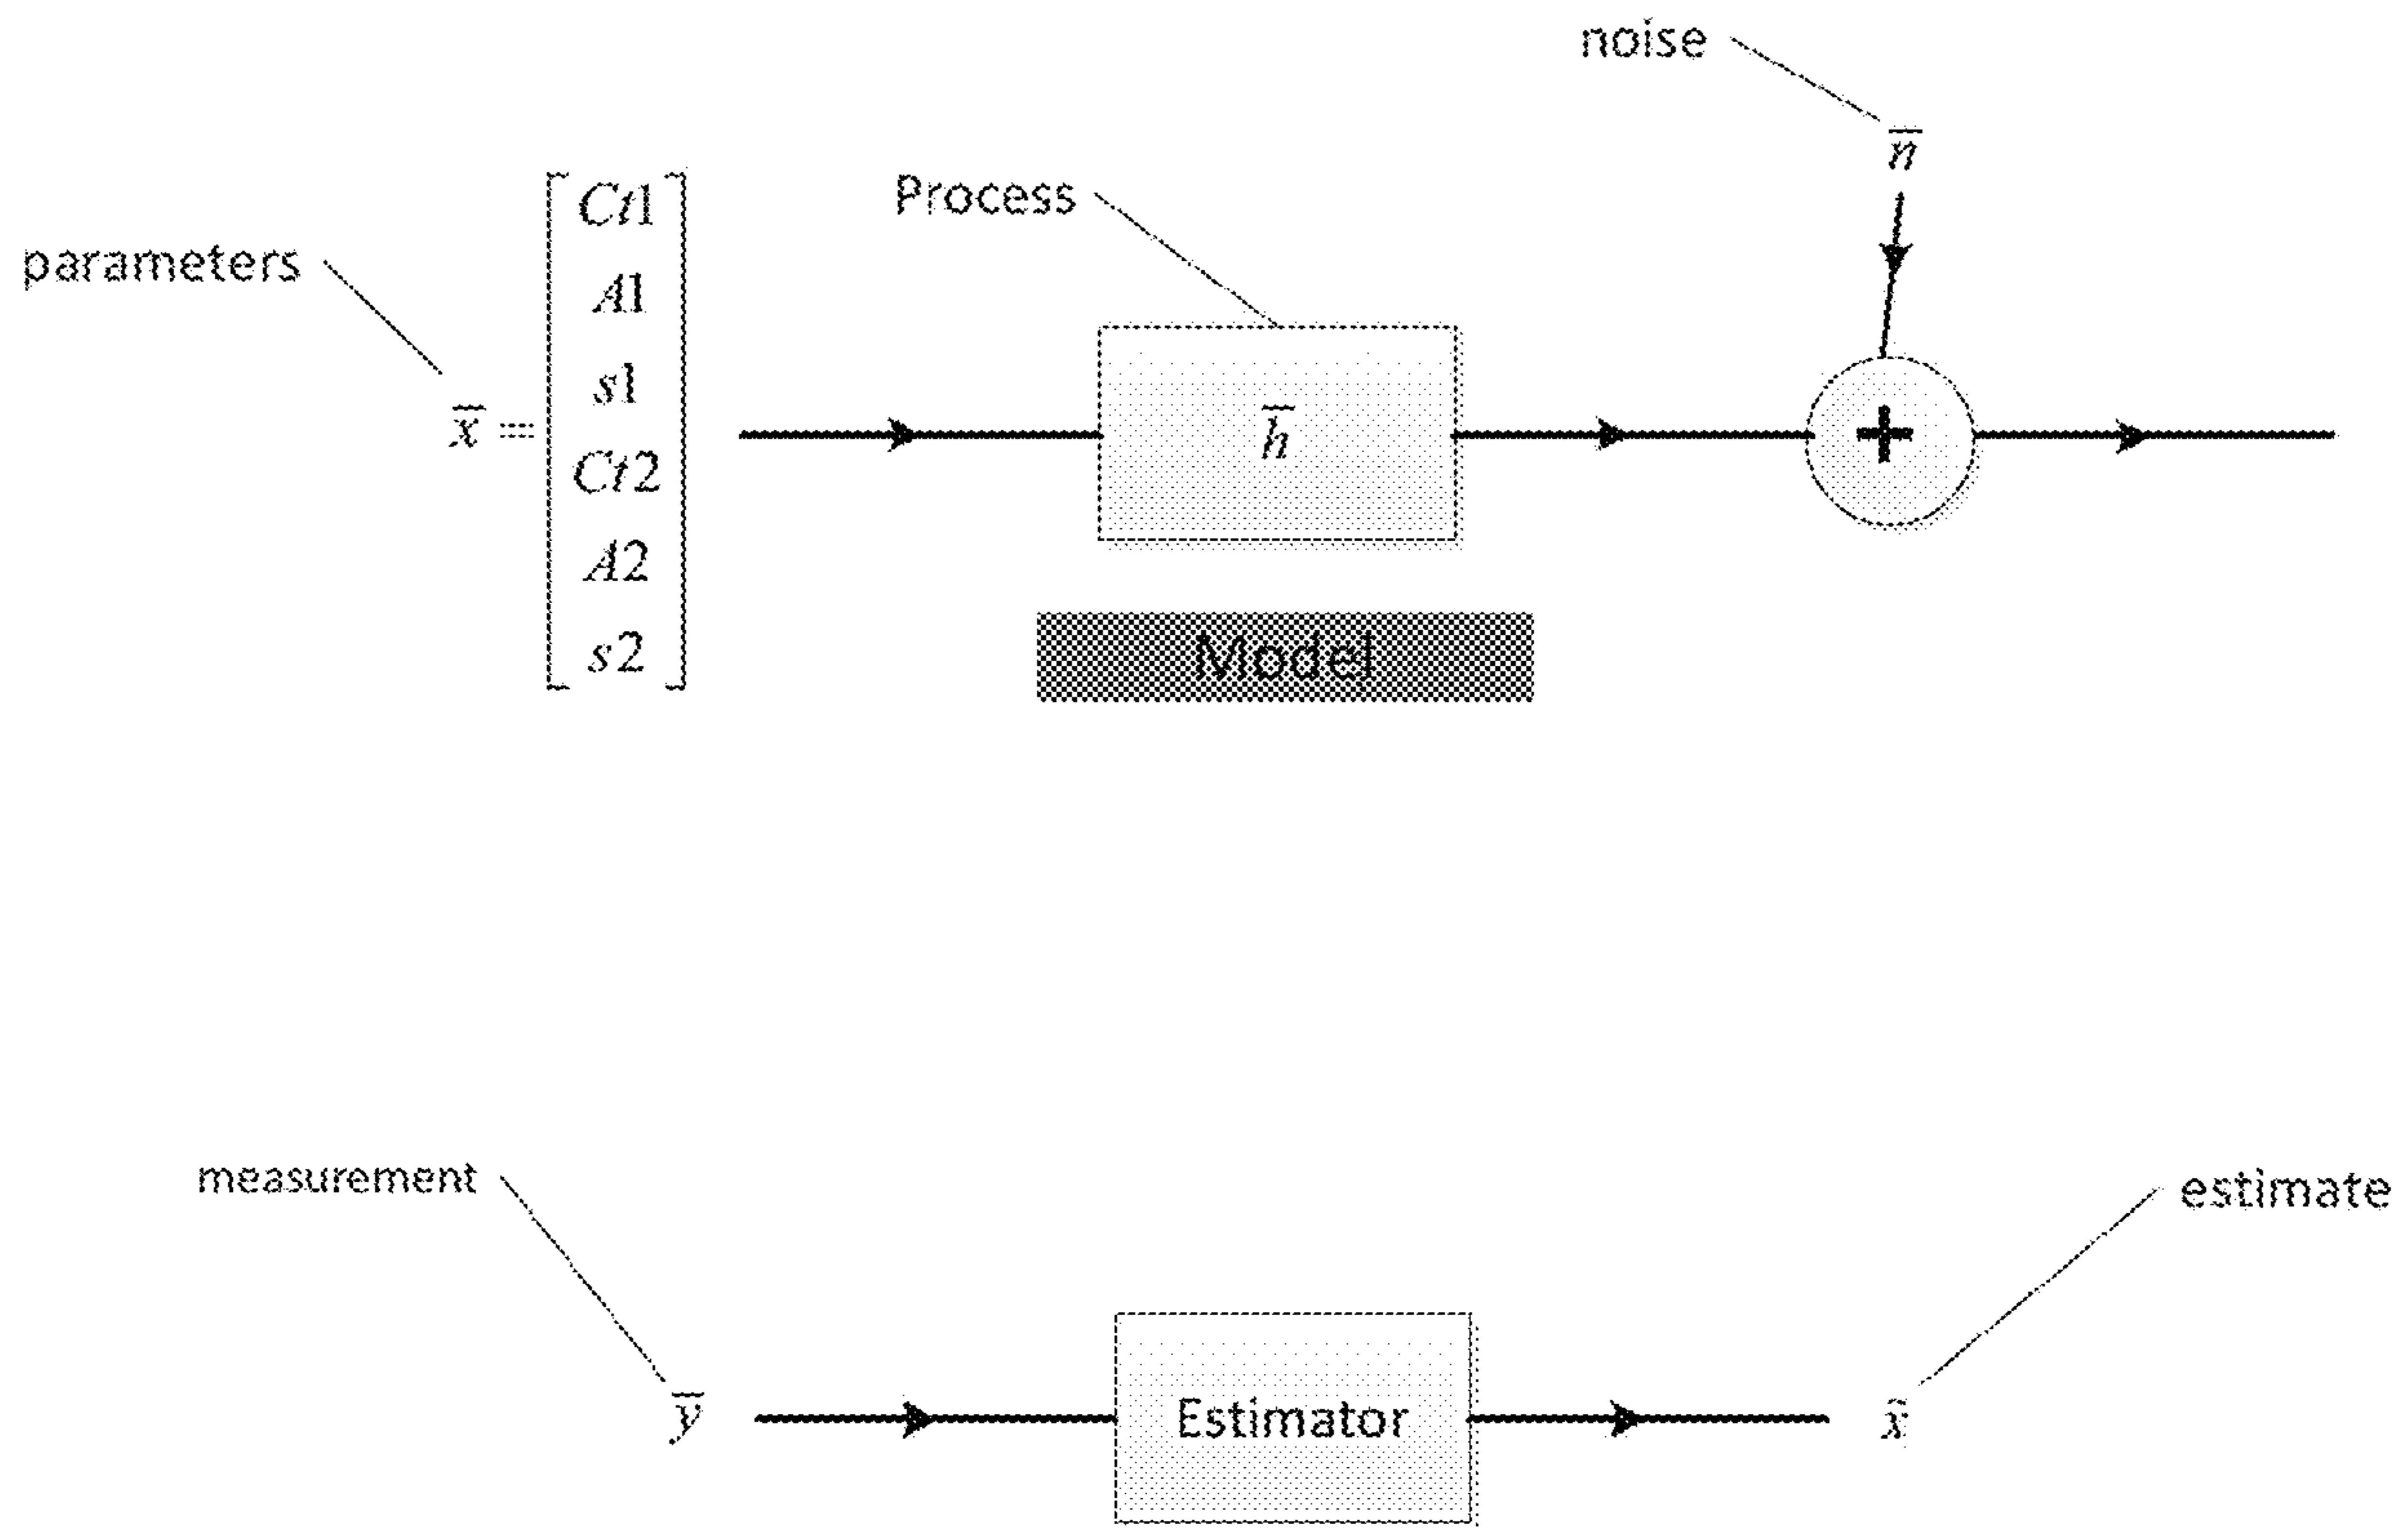 noise
n̅
Process
parameters
x̅ =
Ct1
A1
s1
Ct2
A2
s2
h̅
+
Model
measurement
estimate
y̅
Estimator
x̂